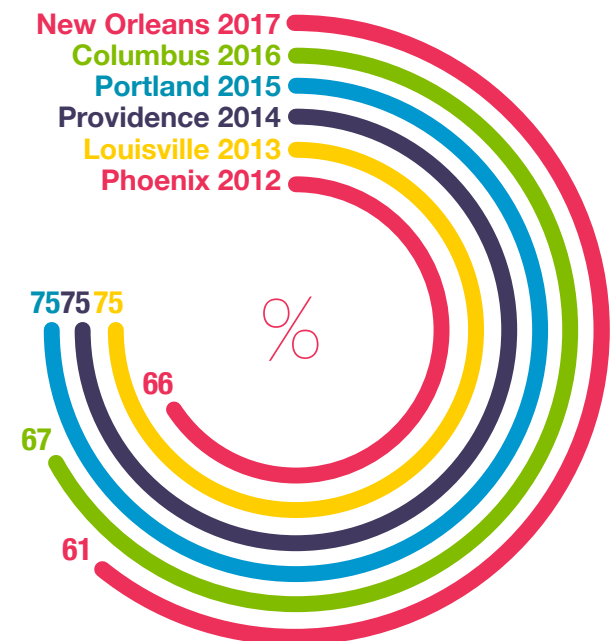 New Orleans 2017
Columbus 2016
Portland 2015
Providence 2014
Louisville 2013
Phoenix 2012
75 75 75
%
66
67
61